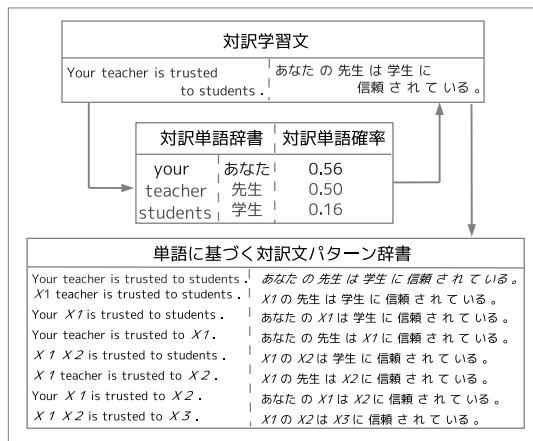 対訳学習文
Your teacher is trusted あなた の 先生 は 学生 に
to students . 信頼 さ れ て いる 。
対訳単語辞書 対訳単語確率
your あなた 0.56
teacher 先生 0.50
students 学生 0.16
単語に基づく対訳文パターン辞書
Your teacher is trusted to students . あなた の 先生 は 学生 に 信頼 さ れ て いる 。
X1 teacher is trusted to students . X1 の 先生 は 学生 に 信頼 さ れ て いる 。
Your X1 is trusted to students . あなた の X1 は 学生 に 信頼 さ れ て いる 。
Your teacher is trusted to X1 . あなた の 先生 は X1 に 信頼 さ れ て いる 。
X1 X2 is trusted to students . X1 の X2 は 学生 に 信頼 さ れ て いる 。
X1 teacher is trusted to X2 . X1 の 先生 は X2 に 信頼 さ れ て いる 。
Your X1 is trusted to X2 . あなた の X1 は X2 に 信頼 さ れ て いる 。
X1 X2 is trusted to X3 . X1 の X2 は X3 に 信頼 さ れ て いる 。